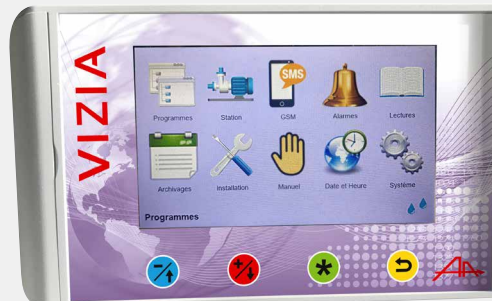 VIZIA
SMS
Programmes Station GSM Alarmes Lectures
Archivages Installation Manuel Date et Heure Système
Programmes
-/↑ +/↓ *